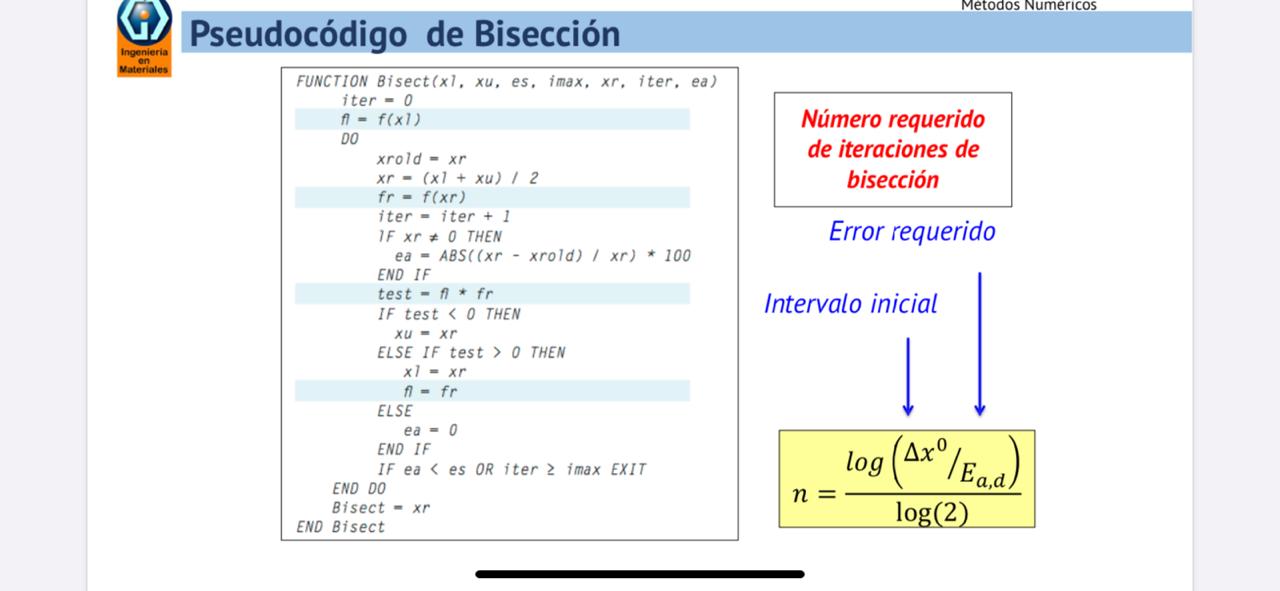 Métodos Numéricos
Ingeniería
en
Materiales
Pseudocódigo de Bisección
FUNCTION Bisect(xl, xu, es, imax, xr, iter, ea)
iter = 0
fl = f(xl)
DO
xrold = xr
xr = (xl + xu) / 2
fr = f(xr)
iter = iter + 1
IF xr ≠ 0 THEN
ea = ABS((xr - xrold) / xr) * 100
END IF
test = fl * fr
IF test < 0 THEN
xu = xr
ELSE IF test > 0 THEN
xl = xr
fl = fr
ELSE
ea = 0
END IF
IF ea < es OR iter ≥ imax EXIT
END DO
Bisect = xr
END Bisect
Número requerido
de iteraciones de
bisección
Error requerido
Intervalo inicial
n = log(Δx⁰/E_{a,d}) / log(2)